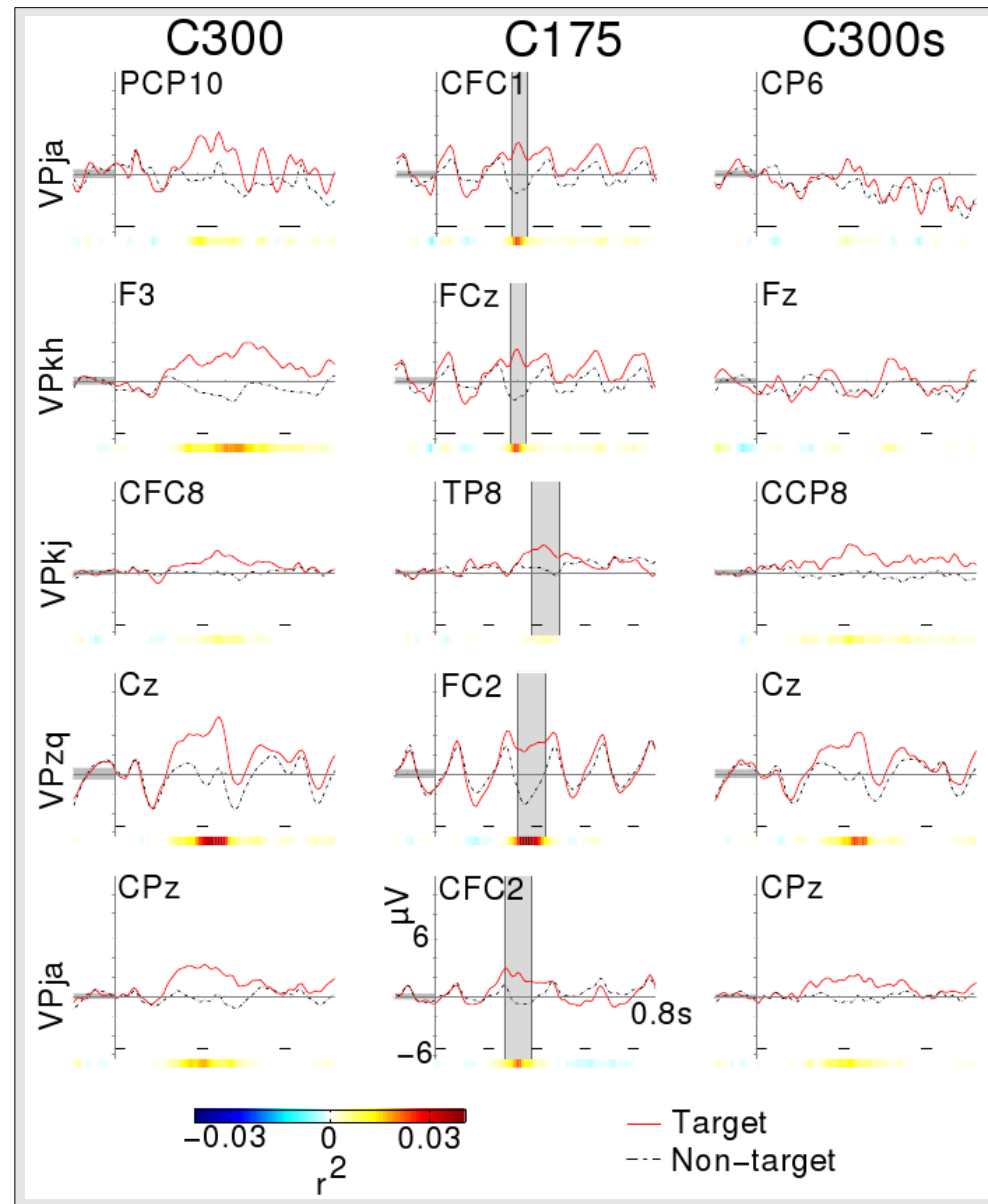 C300 C175 C300s
VPja PCP10 CFC1 CP6
VPkh F3 FCz Fz
VPkj CFC8 TP8 CCP8
VPzq Cz FC2 Cz
VPja CPz CFC2 CPz
μV
6
0.8s
−6
−0.03 0 0.03
r2
Target
Non−target